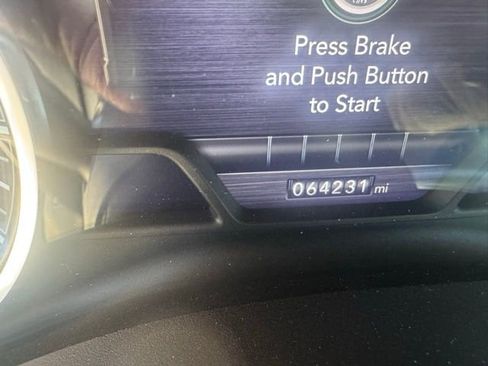 Press Brake
and Push Button
to Start
064231 mi